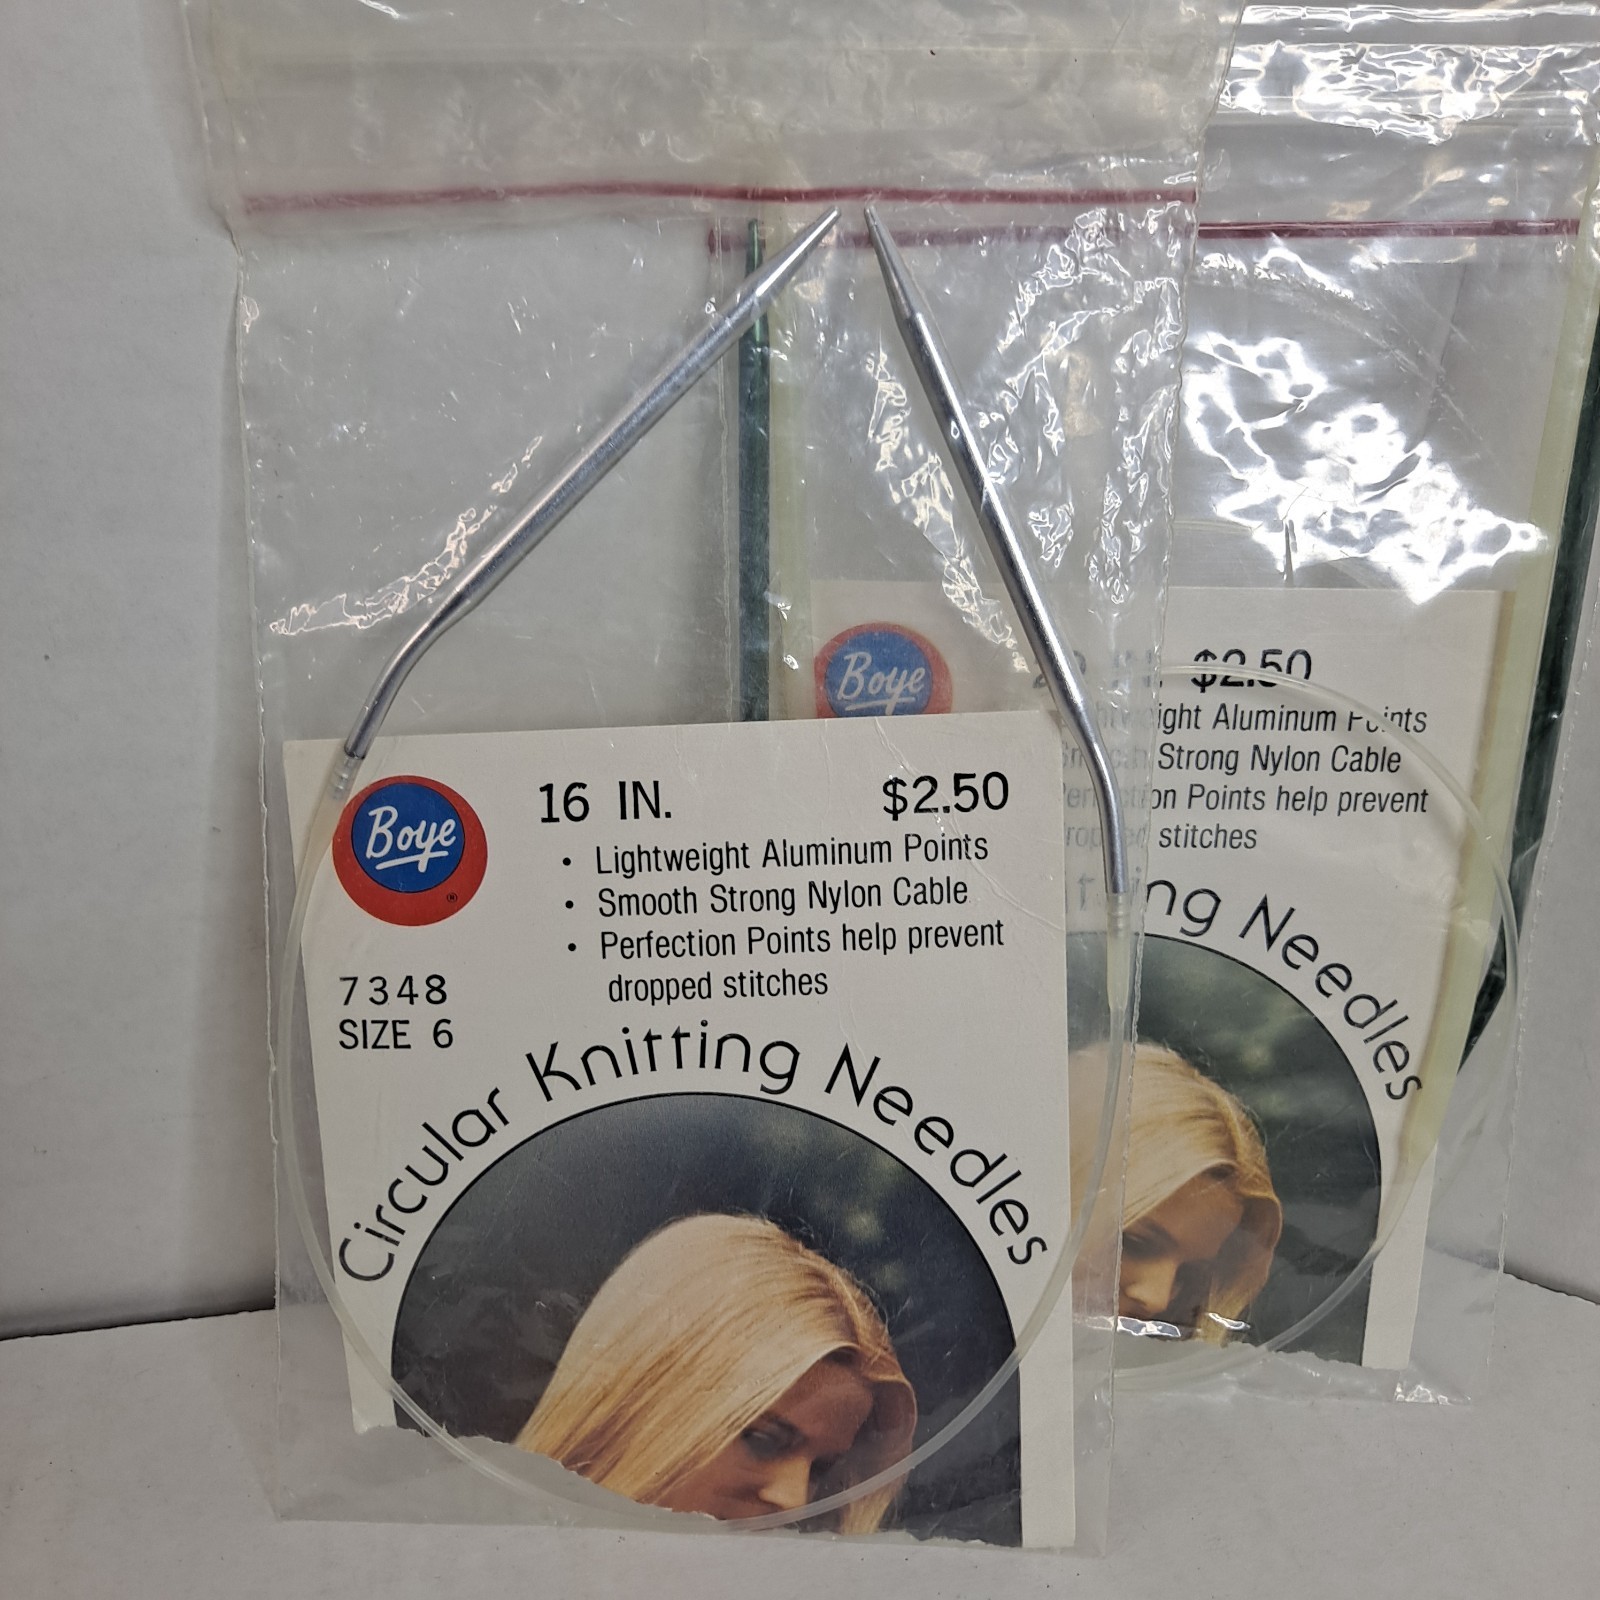 Boye
®
16 IN. $2.50
• Lightweight Aluminum Points
• Smooth Strong Nylon Cable
• Perfection Points help prevent
dropped stitches
7348
SIZE 6
Circular Knitting Needles
Boye
IN. $2.50
Aluminum Points
Strong Nylon Cable
Points help prevent
stitches
Needles